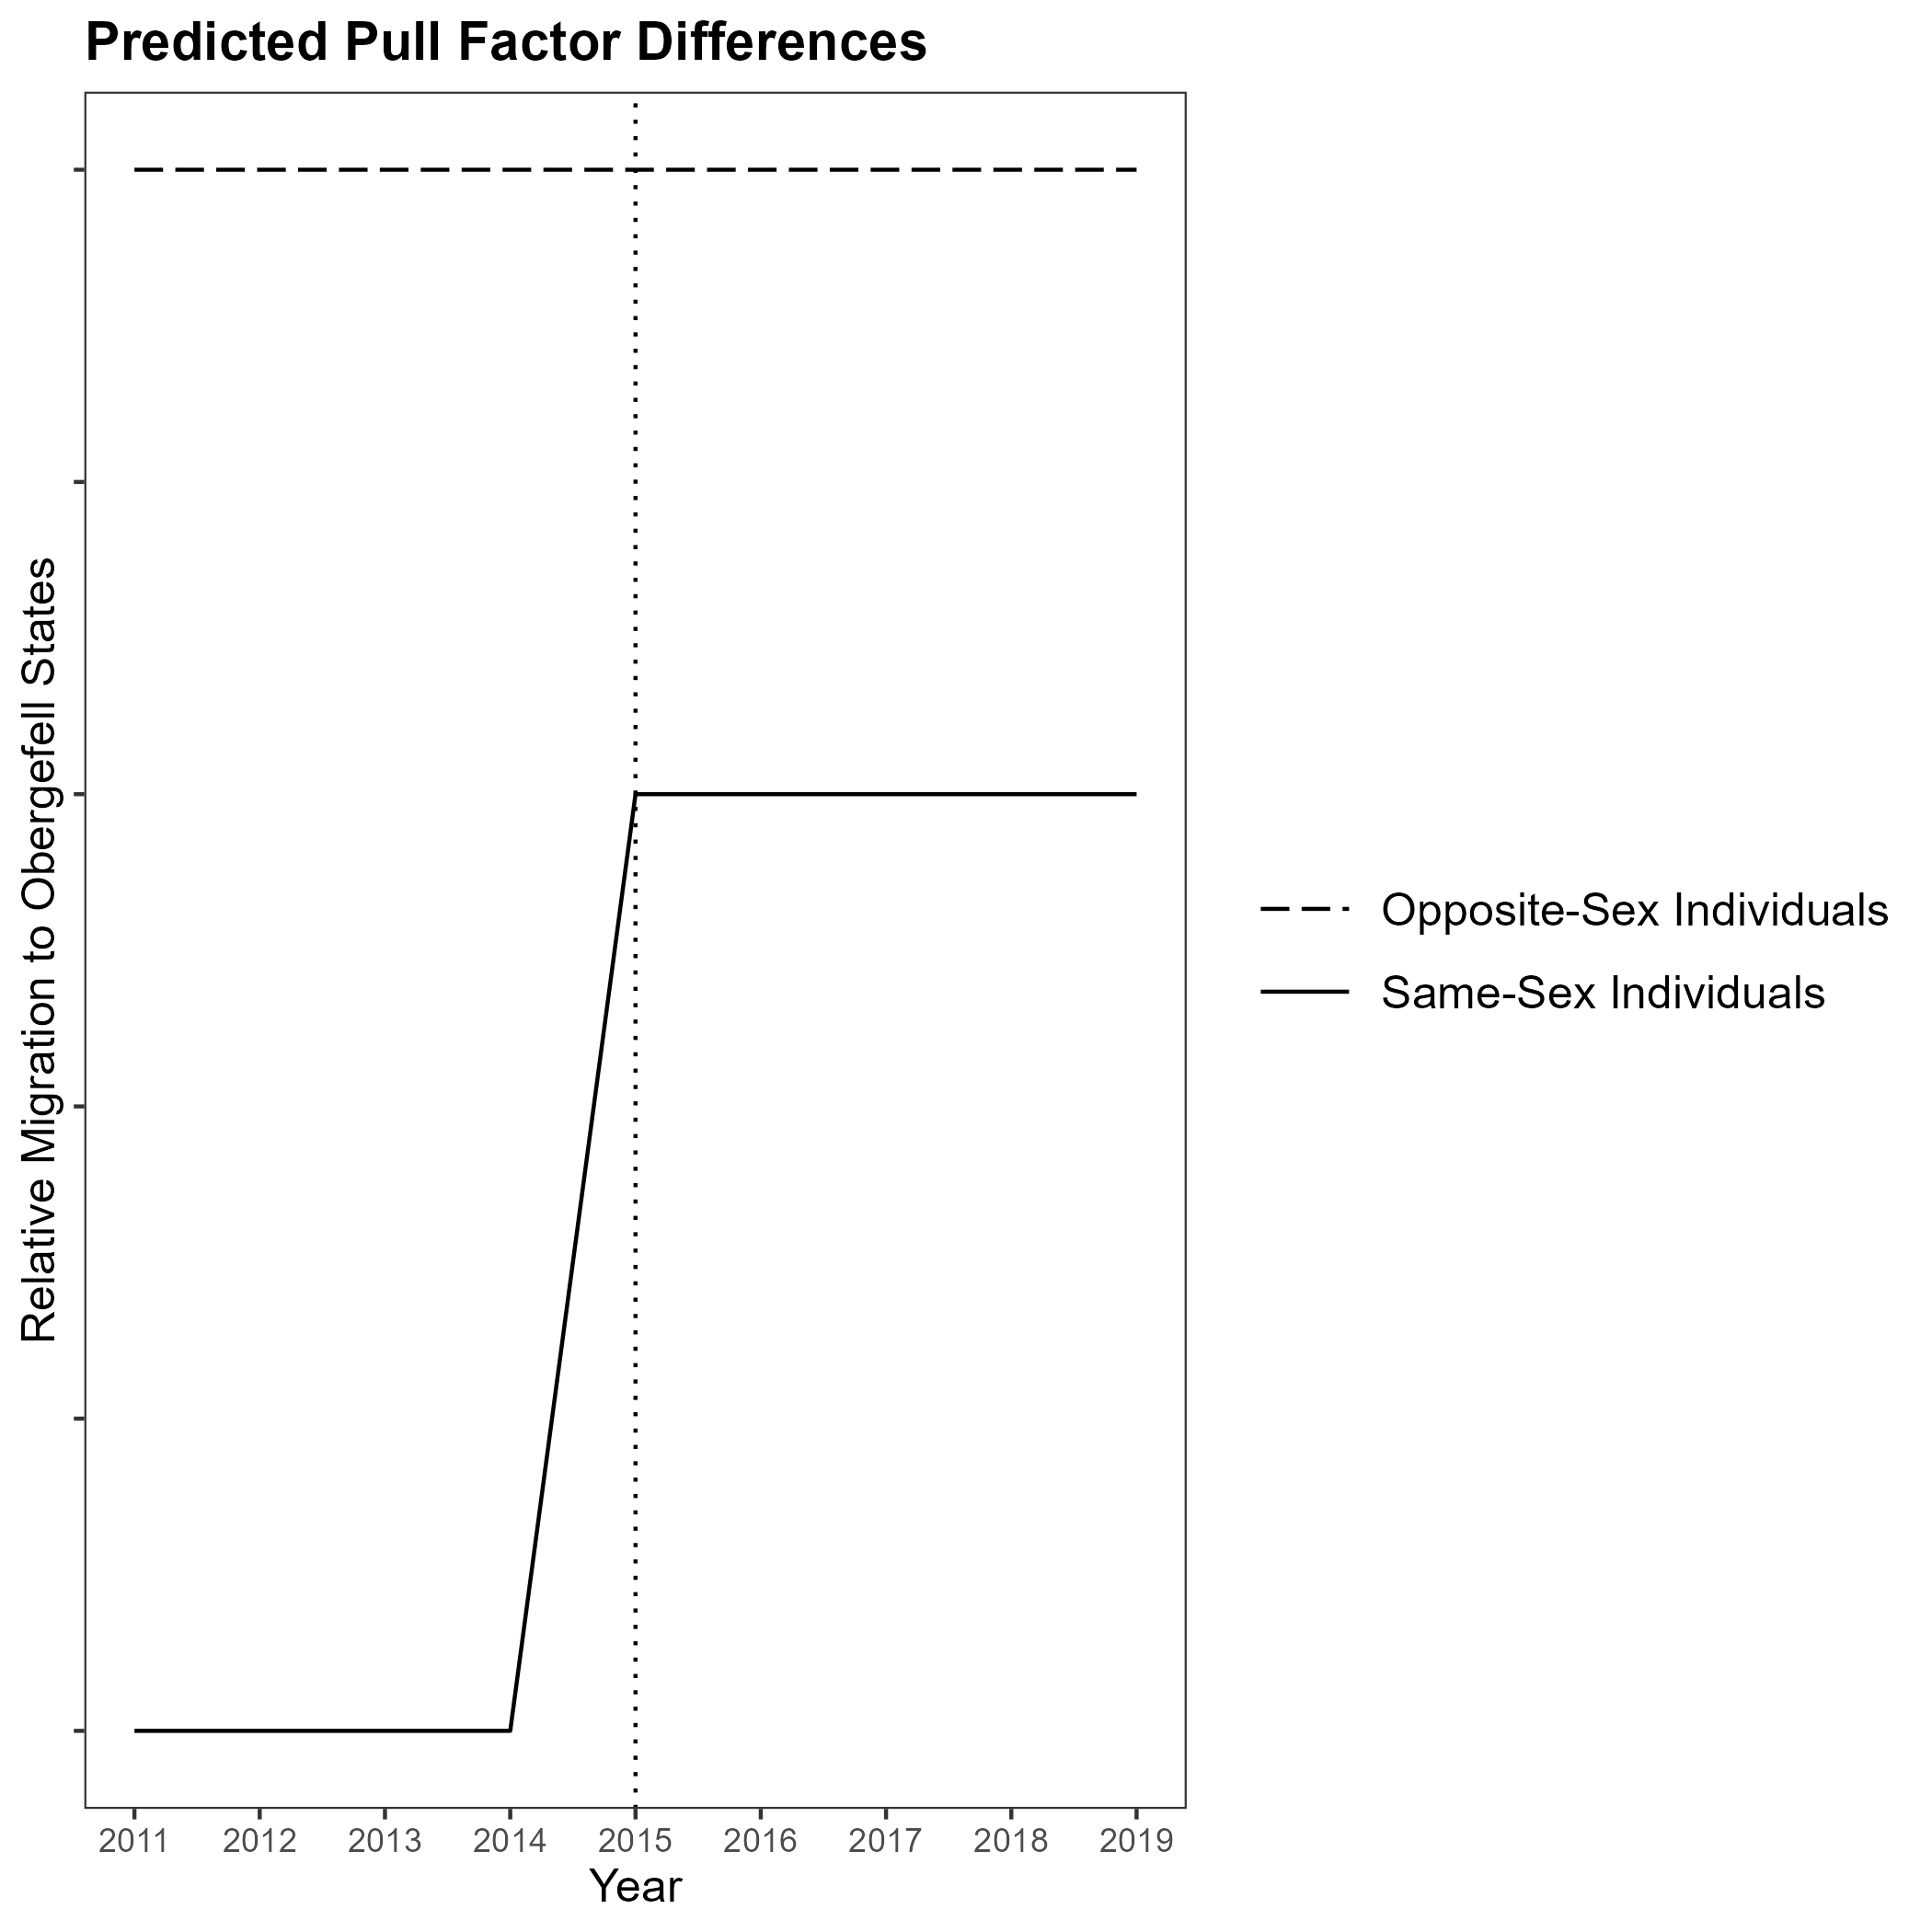 Predicted Pull Factor Differences
Relative Migration to Obergefell States
Opposite-Sex Individuals
Same-Sex Individuals
2011 2012 2013 2014 2015 2016 2017 2018 2019
Year